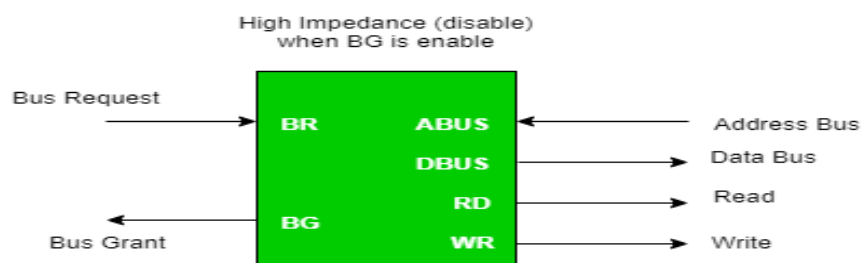 High Impedance (disable)
when BG is enable
Bus Request
BR
ABUS
Address Bus
DBUS
Data Bus
RD
Read
BG
Bus Grant
WR
Write